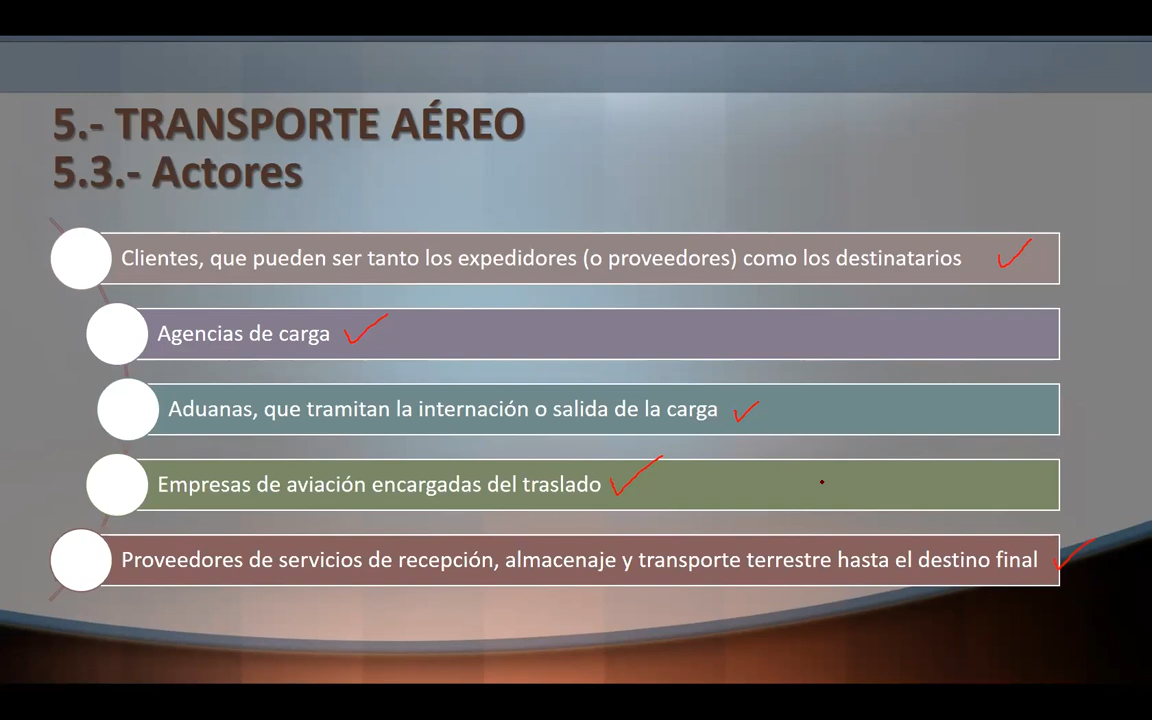 5.- TRANSPORTE AÉREO
5.3.- Actores
Clientes, que pueden ser tanto los expedidores (o proveedores) como los destinatarios
Agencias de carga
Aduanas, que tramitan la internación o salida de la carga
Empresas de aviación encargadas del traslado
Proveedores de servicios de recepción, almacenaje y transporte terrestre hasta el destino final